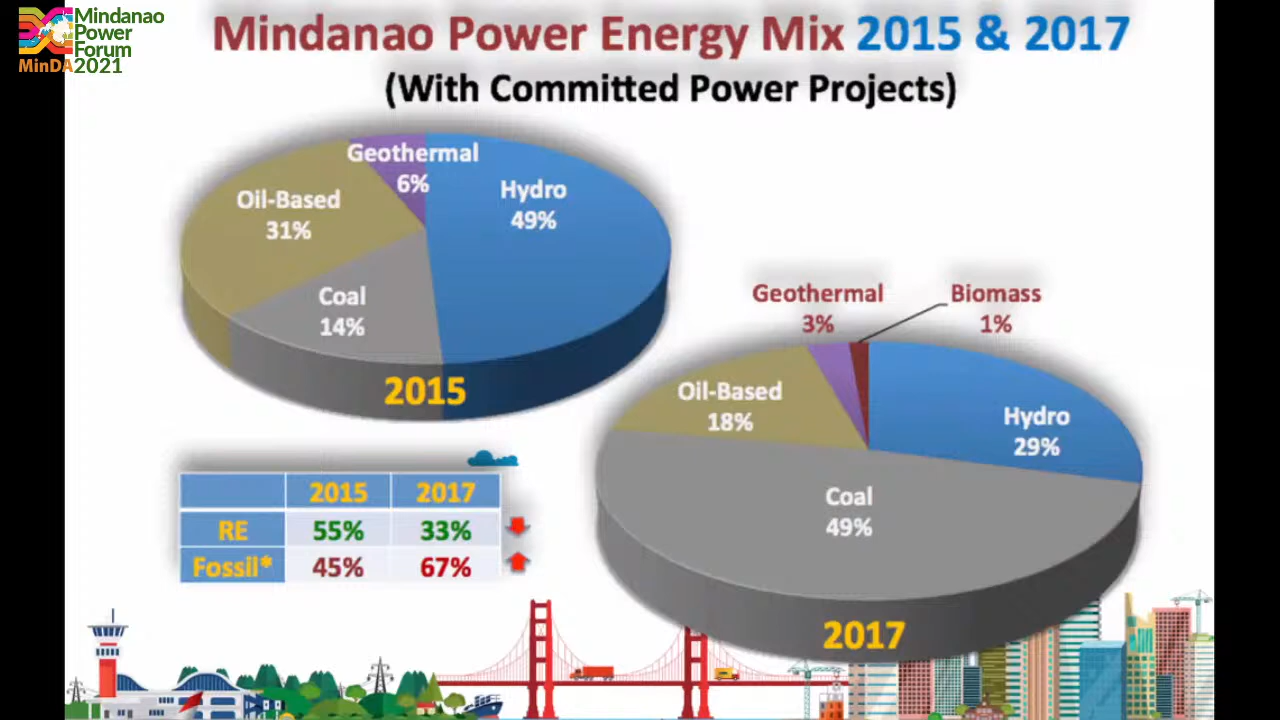 Mindanao
Power
Forum
MinDA 2021
Mindanao Power Energy Mix 2015 & 2017
(With Committed Power Projects)
Geothermal
6%
Hydro
49%
Oil-Based
31%
Coal
14%
2015
Geothermal
3%
Biomass
1%
Oil-Based
18%
Hydro
29%
Coal
49%
2017
2015 2017
RE 55% 33%
Fossil* 45% 67%